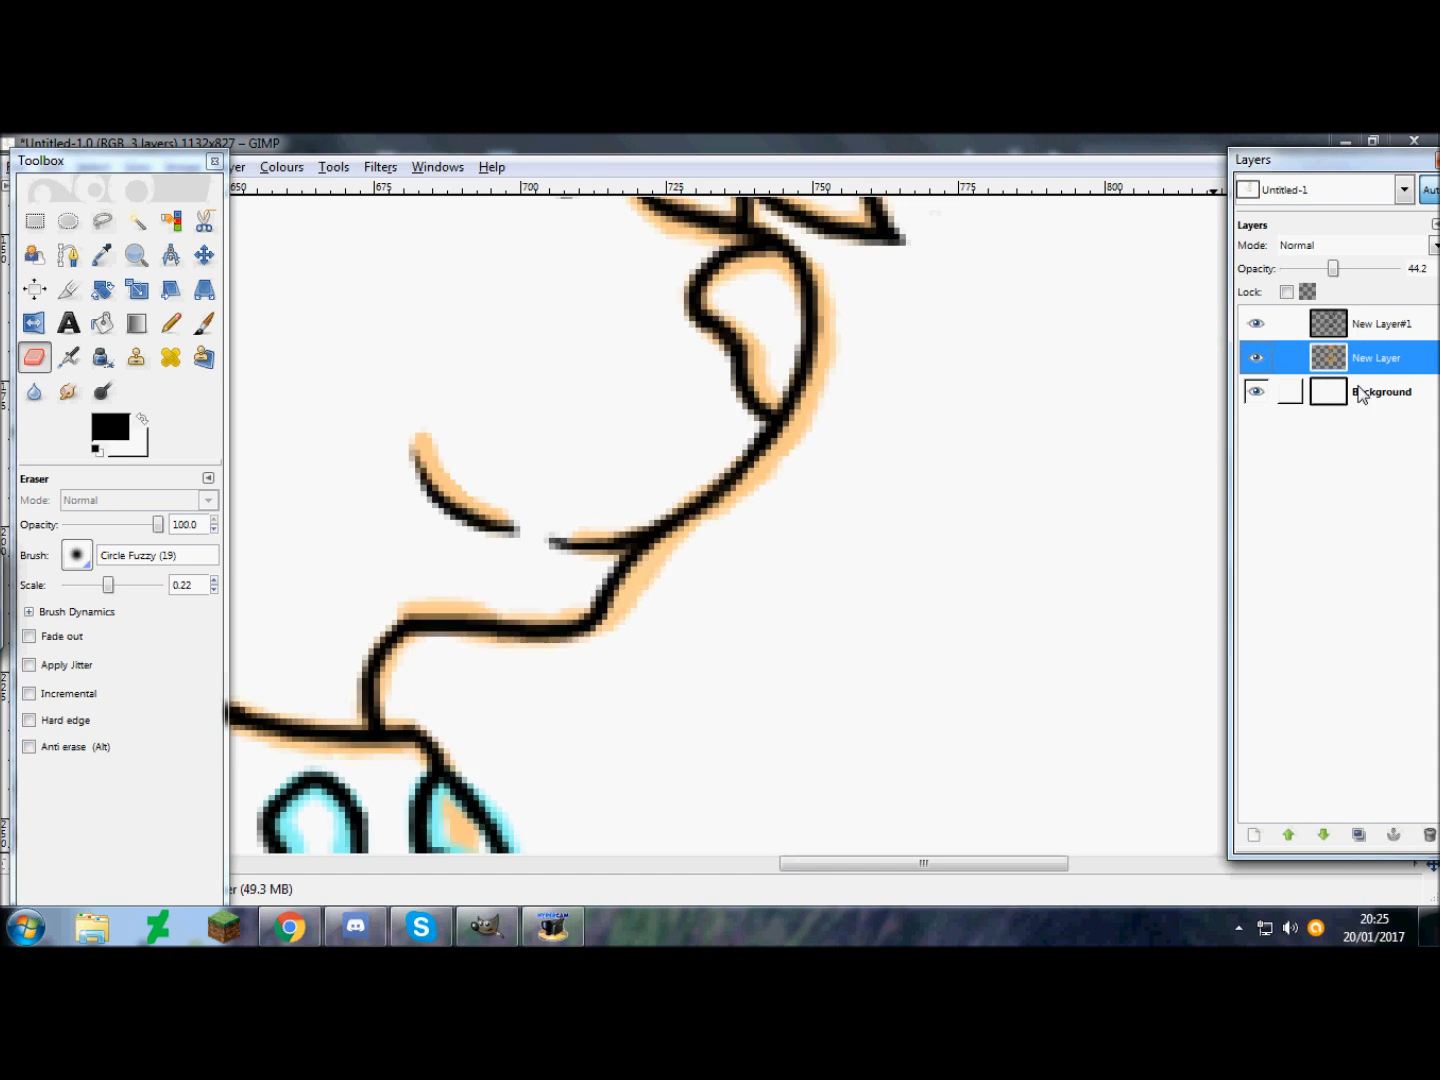 *Untitled-1.0 (RGB, 3 layers) 1132x827 – GIMP
Toolbox
yer Colours Tools Filters Windows Help
650 675 700 725 750 775 800
Eraser
Mode: Normal
Opacity: 100.0
Brush: Circle Fuzzy (19)
Scale: 0.22
Brush Dynamics
Fade out
Apply Jitter
Incremental
Hard edge
Anti erase (Alt)
er (49.3 MB)
Layers
Untitled-1 Aut
Layers
Mode: Normal
Opacity: 44.2
Lock:
New Layer#1
New Layer
Background
HYPERCAM
20:25
20/01/2017